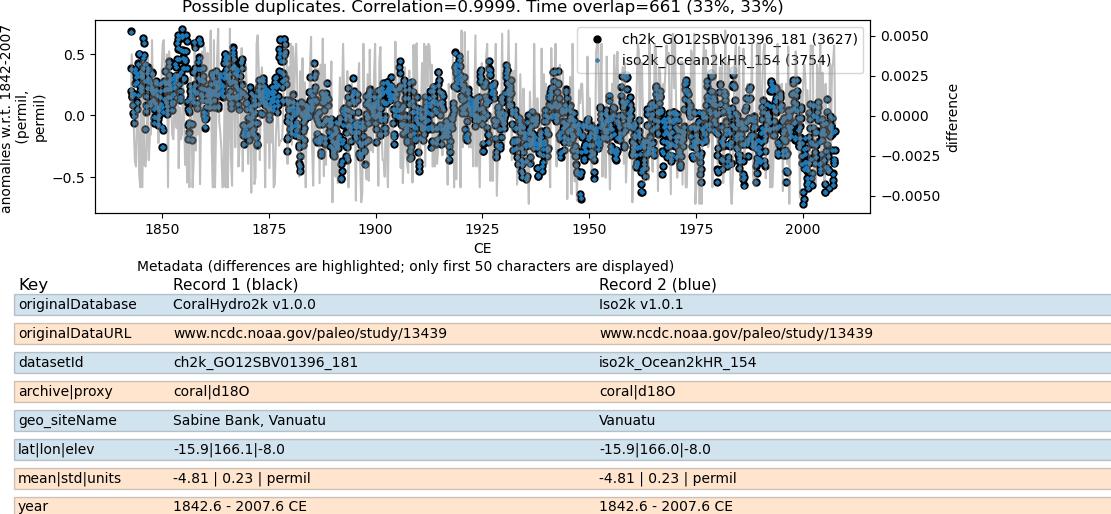 Possible duplicates. Correlation=0.9999. Time overlap=661 (33%, 33%)
anomalies w.r.t. 1842-2007
(permil,
permil)
0.5
0.0
−0.5
ch2k_GO12SBV01396_181 (3627)
iso2k_Ocean2kHR_154 (3754)
0.0050
0.0025
0.0000
−0.0025
−0.0050
difference
1850 1875 1900 1925 1950 1975 2000
CE
Metadata (differences are highlighted; only first 50 characters are displayed)
Key Record 1 (black) Record 2 (blue)
originalDatabase CoralHydro2k v1.0.0 Iso2k v1.0.1
originalDataURL www.ncdc.noaa.gov/paleo/study/13439 www.ncdc.noaa.gov/paleo/study/13439
datasetId ch2k_GO12SBV01396_181 iso2k_Ocean2kHR_154
archive|proxy coral|d18O coral|d18O
geo_siteName Sabine Bank, Vanuatu Vanuatu
lat|lon|elev -15.9|166.1|-8.0 -15.9|166.0|-8.0
mean|std|units -4.81 | 0.23 | permil -4.81 | 0.23 | permil
year 1842.6 - 2007.6 CE 1842.6 - 2007.6 CE